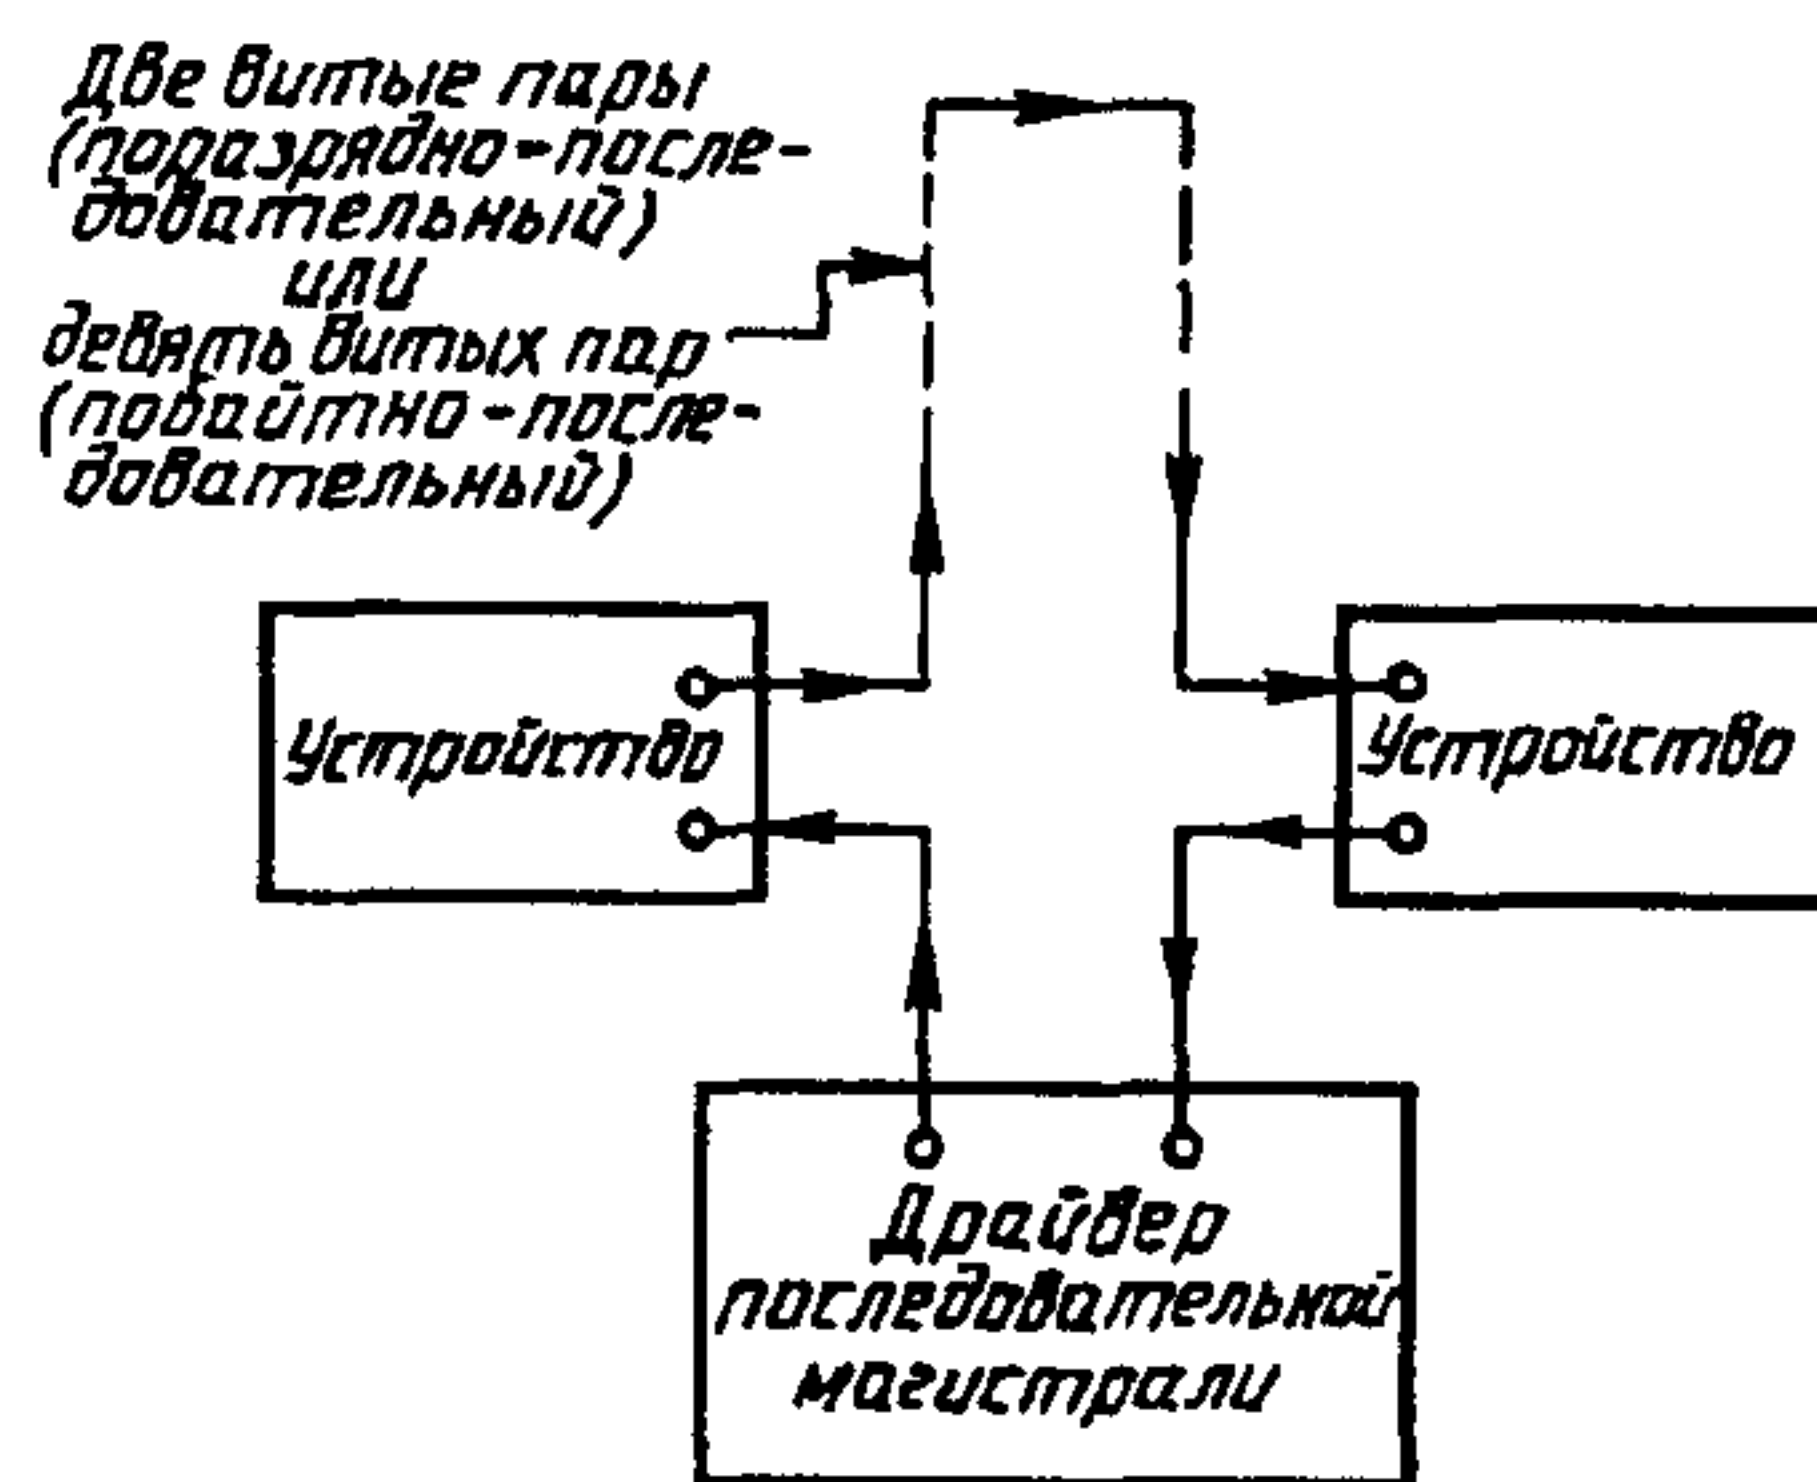 Две витые пары
(поразрядно-после-
довательный)
или
девять витых пар
(побайтно-после-
довательный)
Устройство
Устройство
Драйвер
последовательной
магистрали